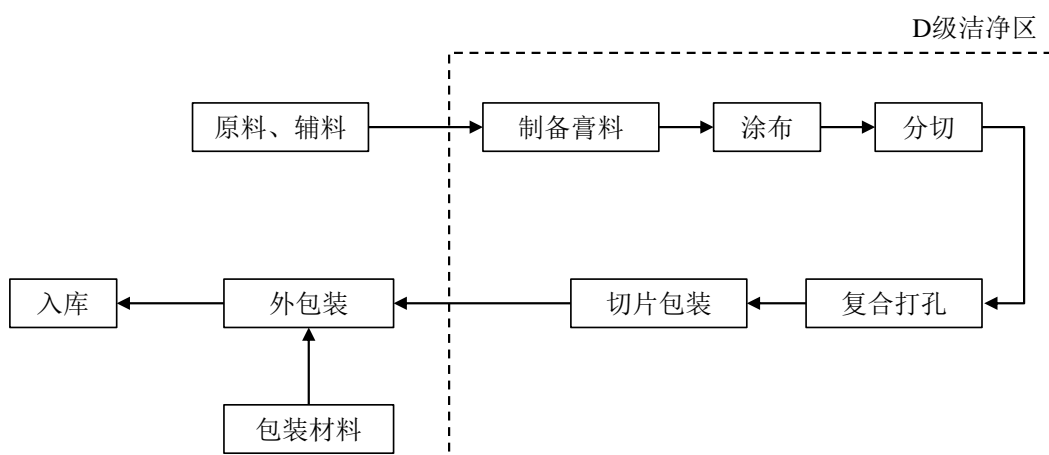 D级洁净区
原料、辅料
制备膏料
涂布
分切
入库
外包装
切片包装
复合打孔
包装材料